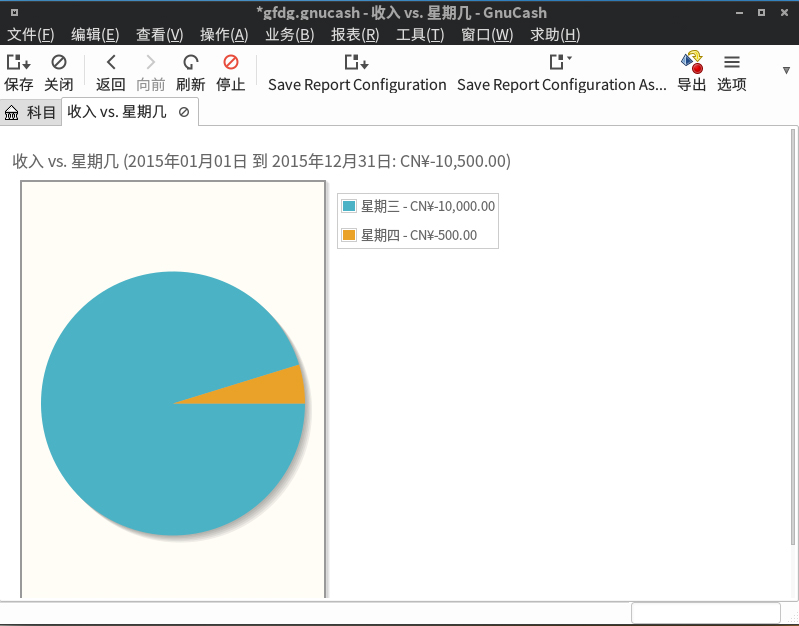 *gfdg.gnucash - 收入 vs. 星期几 - GnuCash
文件(F) 编辑(E) 查看(V) 操作(A) 业务(B) 报表(R) 工具(T) 窗口(W) 求助(H)
保存 关闭 返回 向前 刷新 停止 Save Report Configuration Save Report Configuration As... 导出 选项
科目 收入 vs. 星期几
收入 vs. 星期几 (2015年01月01日 到 2015年12月31日: CN¥-10,500.00)
星期三 - CN¥-10,000.00
星期四 - CN¥-500.00